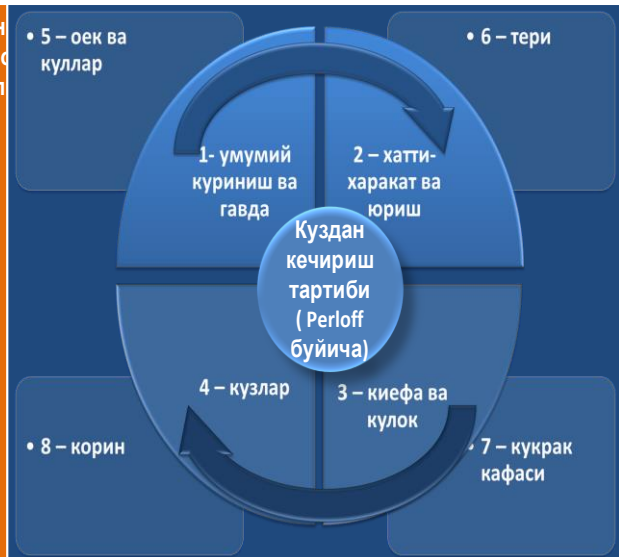 • 5 – оек ва
куллар
• 6 – тери
1- умумий
куриниш ва
гавда
2 – хатти-
харакат ва
юриш
Куздан
кечириш
тартиби
( Perloff
буйича)
4 – кузлар
3 – киефа ва
кулок
• 8 – корин
• 7 – кукрак
кафаси